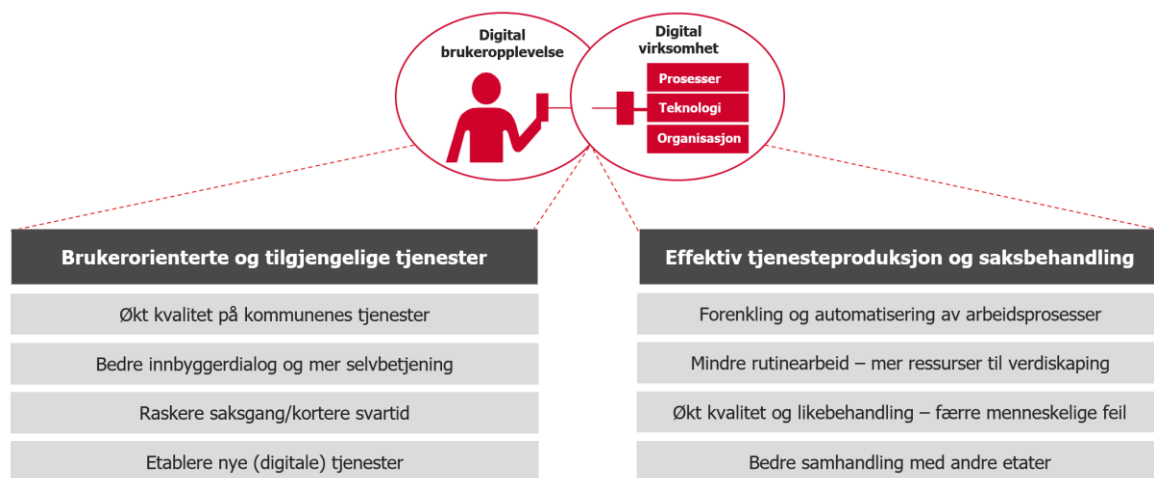 Digital
brukeropplevelse
Digital
virksomhet
Prosesser
Teknologi
Organisasjon
Brukerorienterte og tilgjengelige tjenester
Økt kvalitet på kommunenes tjenester
Bedre innbyggerdialog og mer selvbetjening
Raskere saksgang/kortere svartid
Etablere nye (digitale) tjenester
Effektiv tjenesteproduksjon og saksbehandling
Forenkling og automatisering av arbeidsprosesser
Mindre rutinearbeid – mer ressurser til verdiskaping
Økt kvalitet og likebehandling – færre menneskelige feil
Bedre samhandling med andre etater